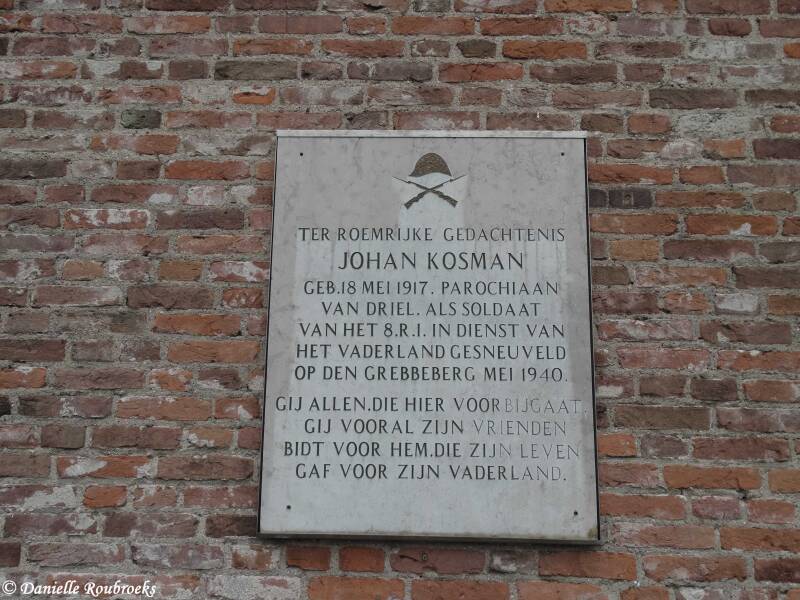 TER ROEMRIJKE GEDACHTENIS
JOHAN KOSMAN
GEB.18 MEI 1917. PAROCHIAAN
VAN DRIEL. ALS SOLDAAT
VAN HET 8.R.I. IN DIENST VAN
HET VADERLAND GESNEUVELD
OP DEN GREBBEBERG MEI 1940.
GIJ ALLEN.DIE HIER VOORBIJGAAT.
GIJ VOORAL ZIJN VRIENDEN
BIDT VOOR HEM.DIE ZIJN LEVEN
GAF VOOR ZIJN VADERLAND.
© Danielle Roubroeks